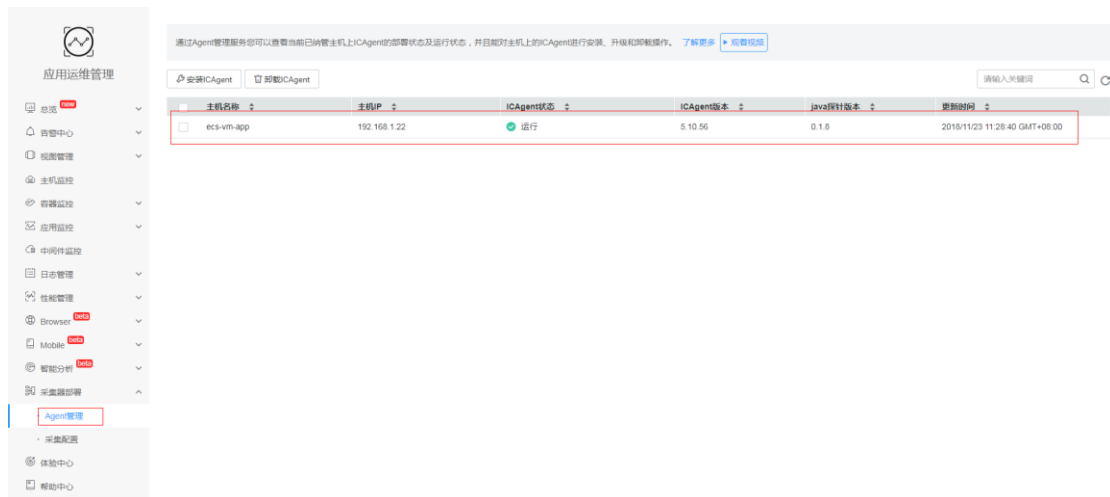 应用运维管理
总览 new
告警中心
视图管理
主机监控
容器监控
应用监控
中间件监控
日志管理
性能管理
Browser beta
Mobile beta
智能分析 beta
采集器部署
Agent管理
采集配置
体验中心
帮助中心
通过Agent管理服务您可以查看当前已纳管主机上ICAgent的部署状态及运行状态，并且能对主机上的ICAgent进行安装、升级和卸载操作。 了解更多 观看视频
安装ICAgent 卸载ICAgent 请输入关键词
主机名称 主机IP ICAgent状态 ICAgent版本 java探针版本 更新时间
ecs-vm-app 192.168.1.22 运行 5.10.56 0.1.8 2018/11/23 11:28:40 GMT+08:00